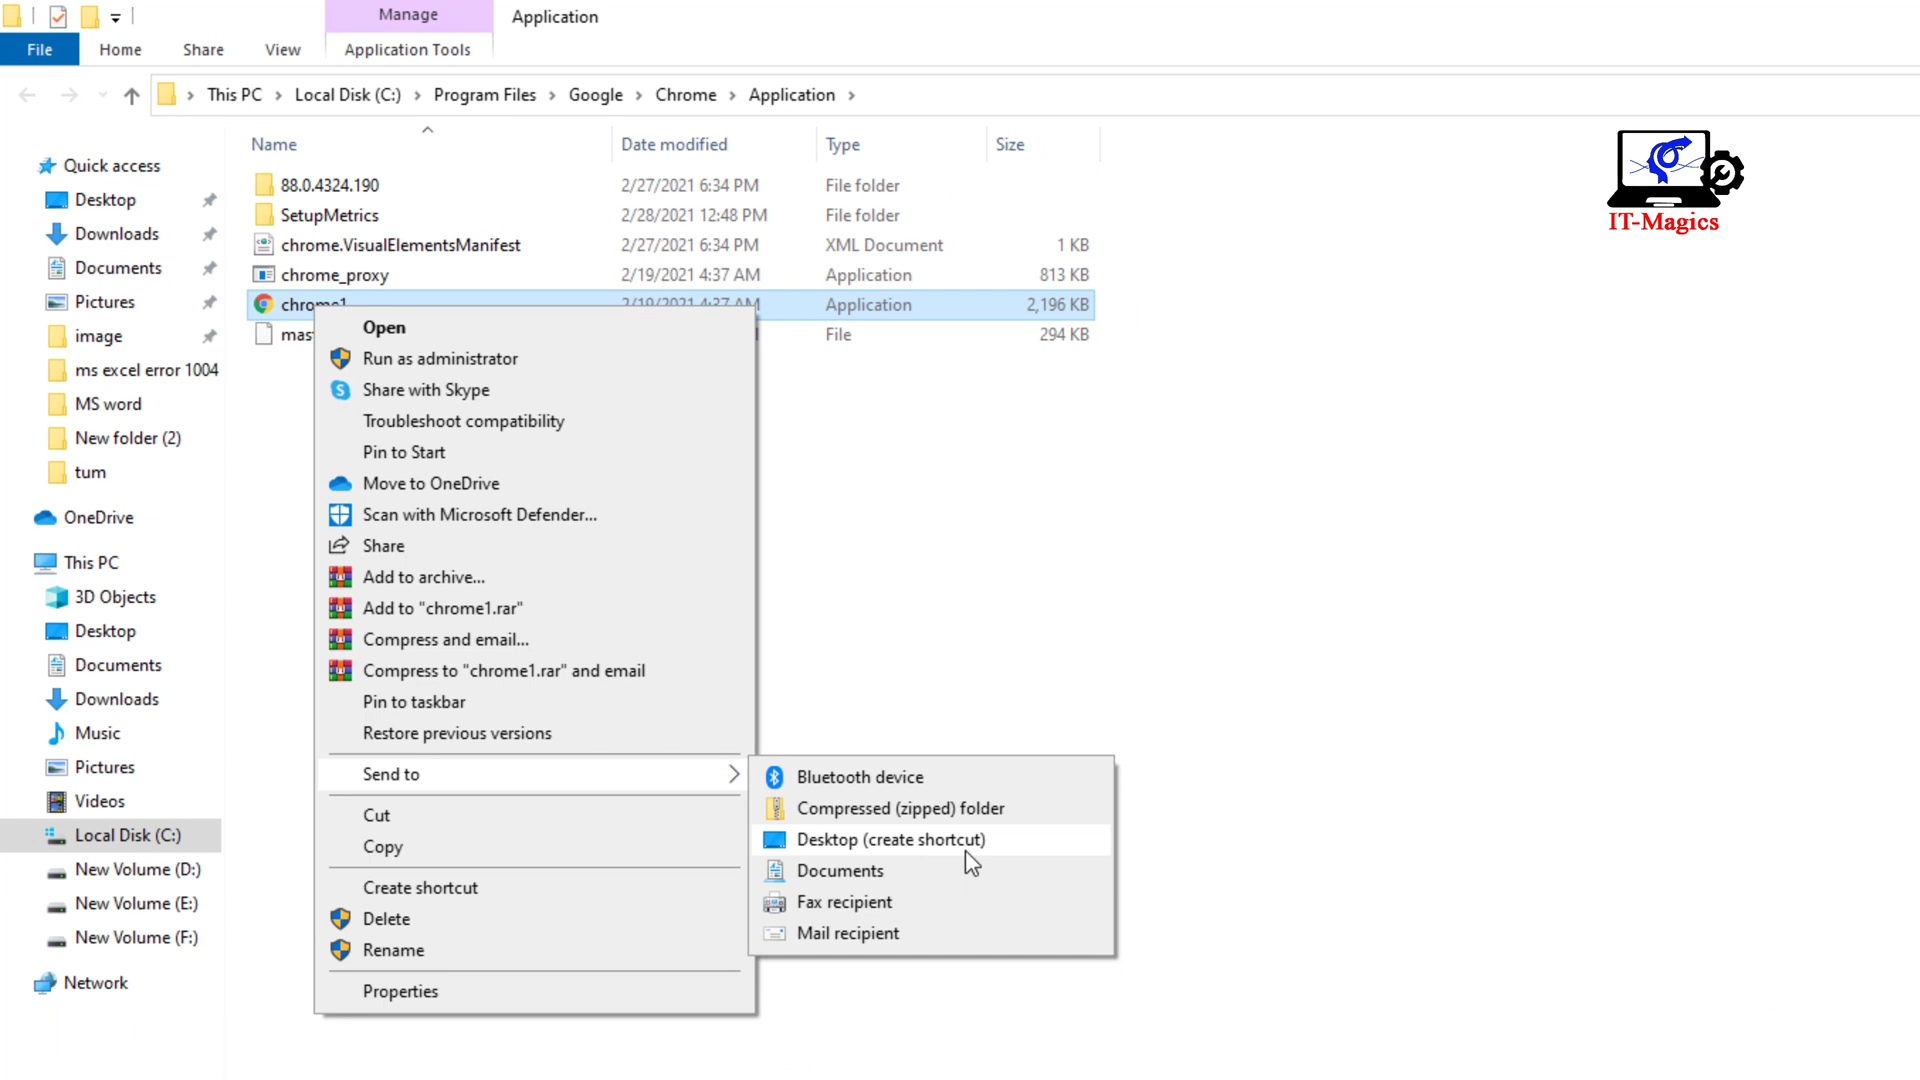 Manage
Application
File
Home
Share
View
Application Tools
This PC
Local Disk (C:)
Program Files
Google
Chrome
Application
Name
Date modified
Type
Size
88.0.4324.190
2/27/2021 6:34 PM
File folder
SetupMetrics
2/28/2021 12:48 PM
File folder
chrome.VisualElementsManifest
2/27/2021 6:34 PM
XML Document
1 KB
chrome_proxy
2/19/2021 4:37 AM
Application
813 KB
chrome1
2/19/2021 4:37 AM
Application
2,196 KB
mas
File
294 KB
Quick access
Desktop
Downloads
Documents
Pictures
image
ms excel error 1004
MS word
New folder (2)
tum
OneDrive
This PC
3D Objects
Desktop
Documents
Downloads
Music
Pictures
Videos
Local Disk (C:)
New Volume (D:)
New Volume (E:)
New Volume (F:)
Network
Open
Run as administrator
Share with Skype
Troubleshoot compatibility
Pin to Start
Move to OneDrive
Scan with Microsoft Defender...
Share
Add to archive...
Add to "chrome1.rar"
Compress and email...
Compress to "chrome1.rar" and email
Pin to taskbar
Restore previous versions
Send to
Cut
Copy
Create shortcut
Delete
Rename
Properties
Bluetooth device
Compressed (zipped) folder
Desktop (create shortcut)
Documents
Fax recipient
Mail recipient
IT-Magics